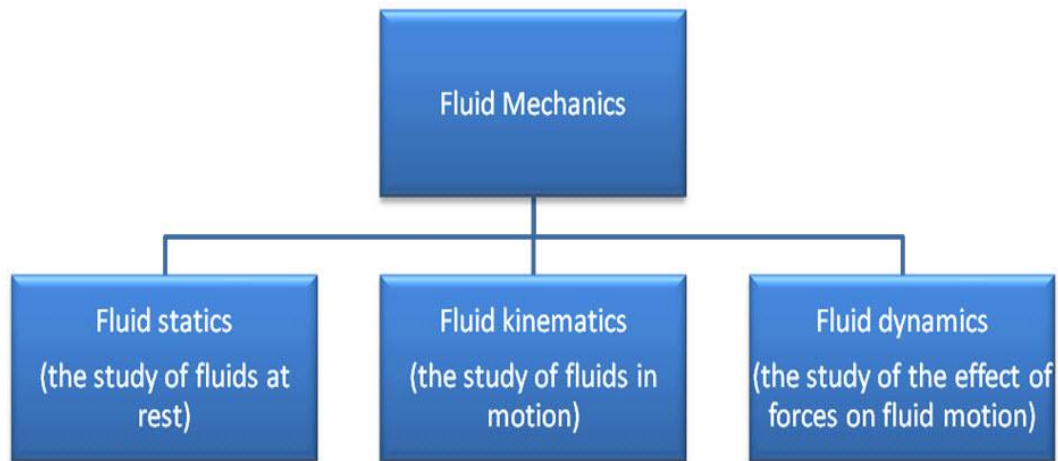 Fluid Mechanics
Fluid statics
(the study of fluids at
rest)
Fluid kinematics
(the study of fluids in
motion)
Fluid dynamics
(the study of the effect of
forces on fluid motion)